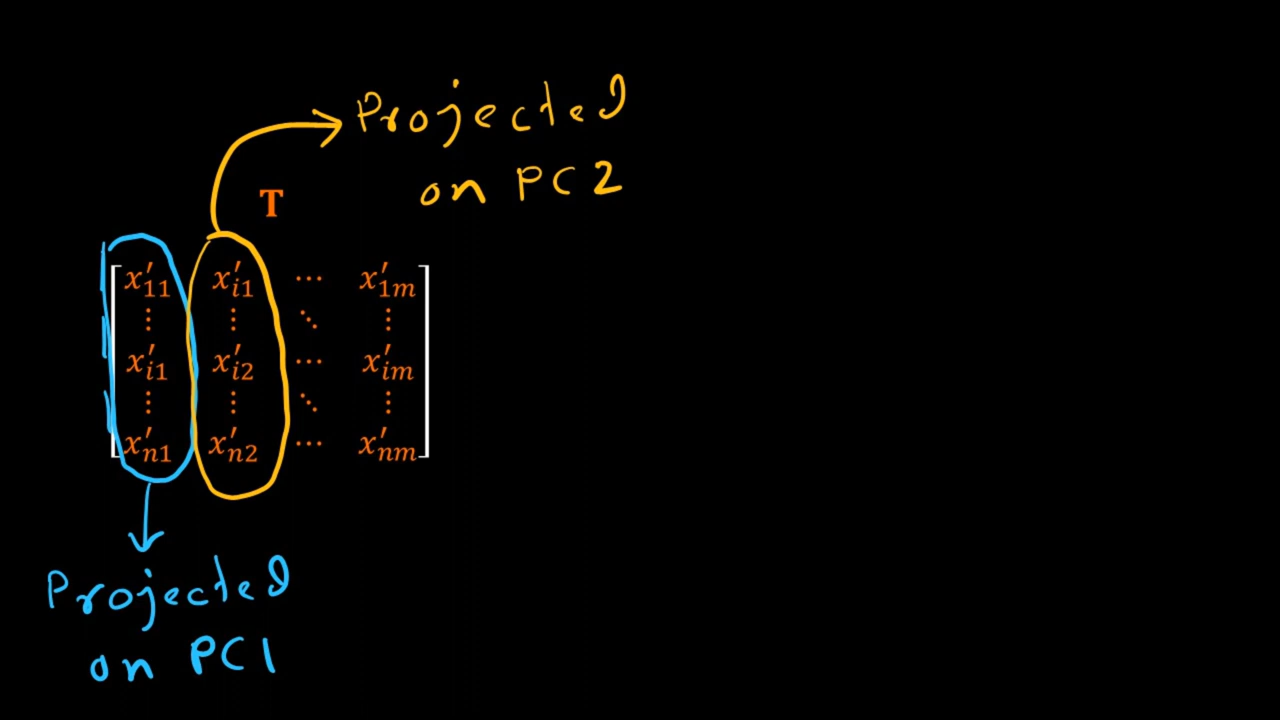 Projected
on PC2
T
x′11 x′i1 ⋯ x′1m
⋮ ⋮ ⋱ ⋮
x′i1 x′i2 ⋯ x′im
⋮ ⋮ ⋱ ⋮
x′n1 x′n2 ⋯ x′nm
Projected
on PC1